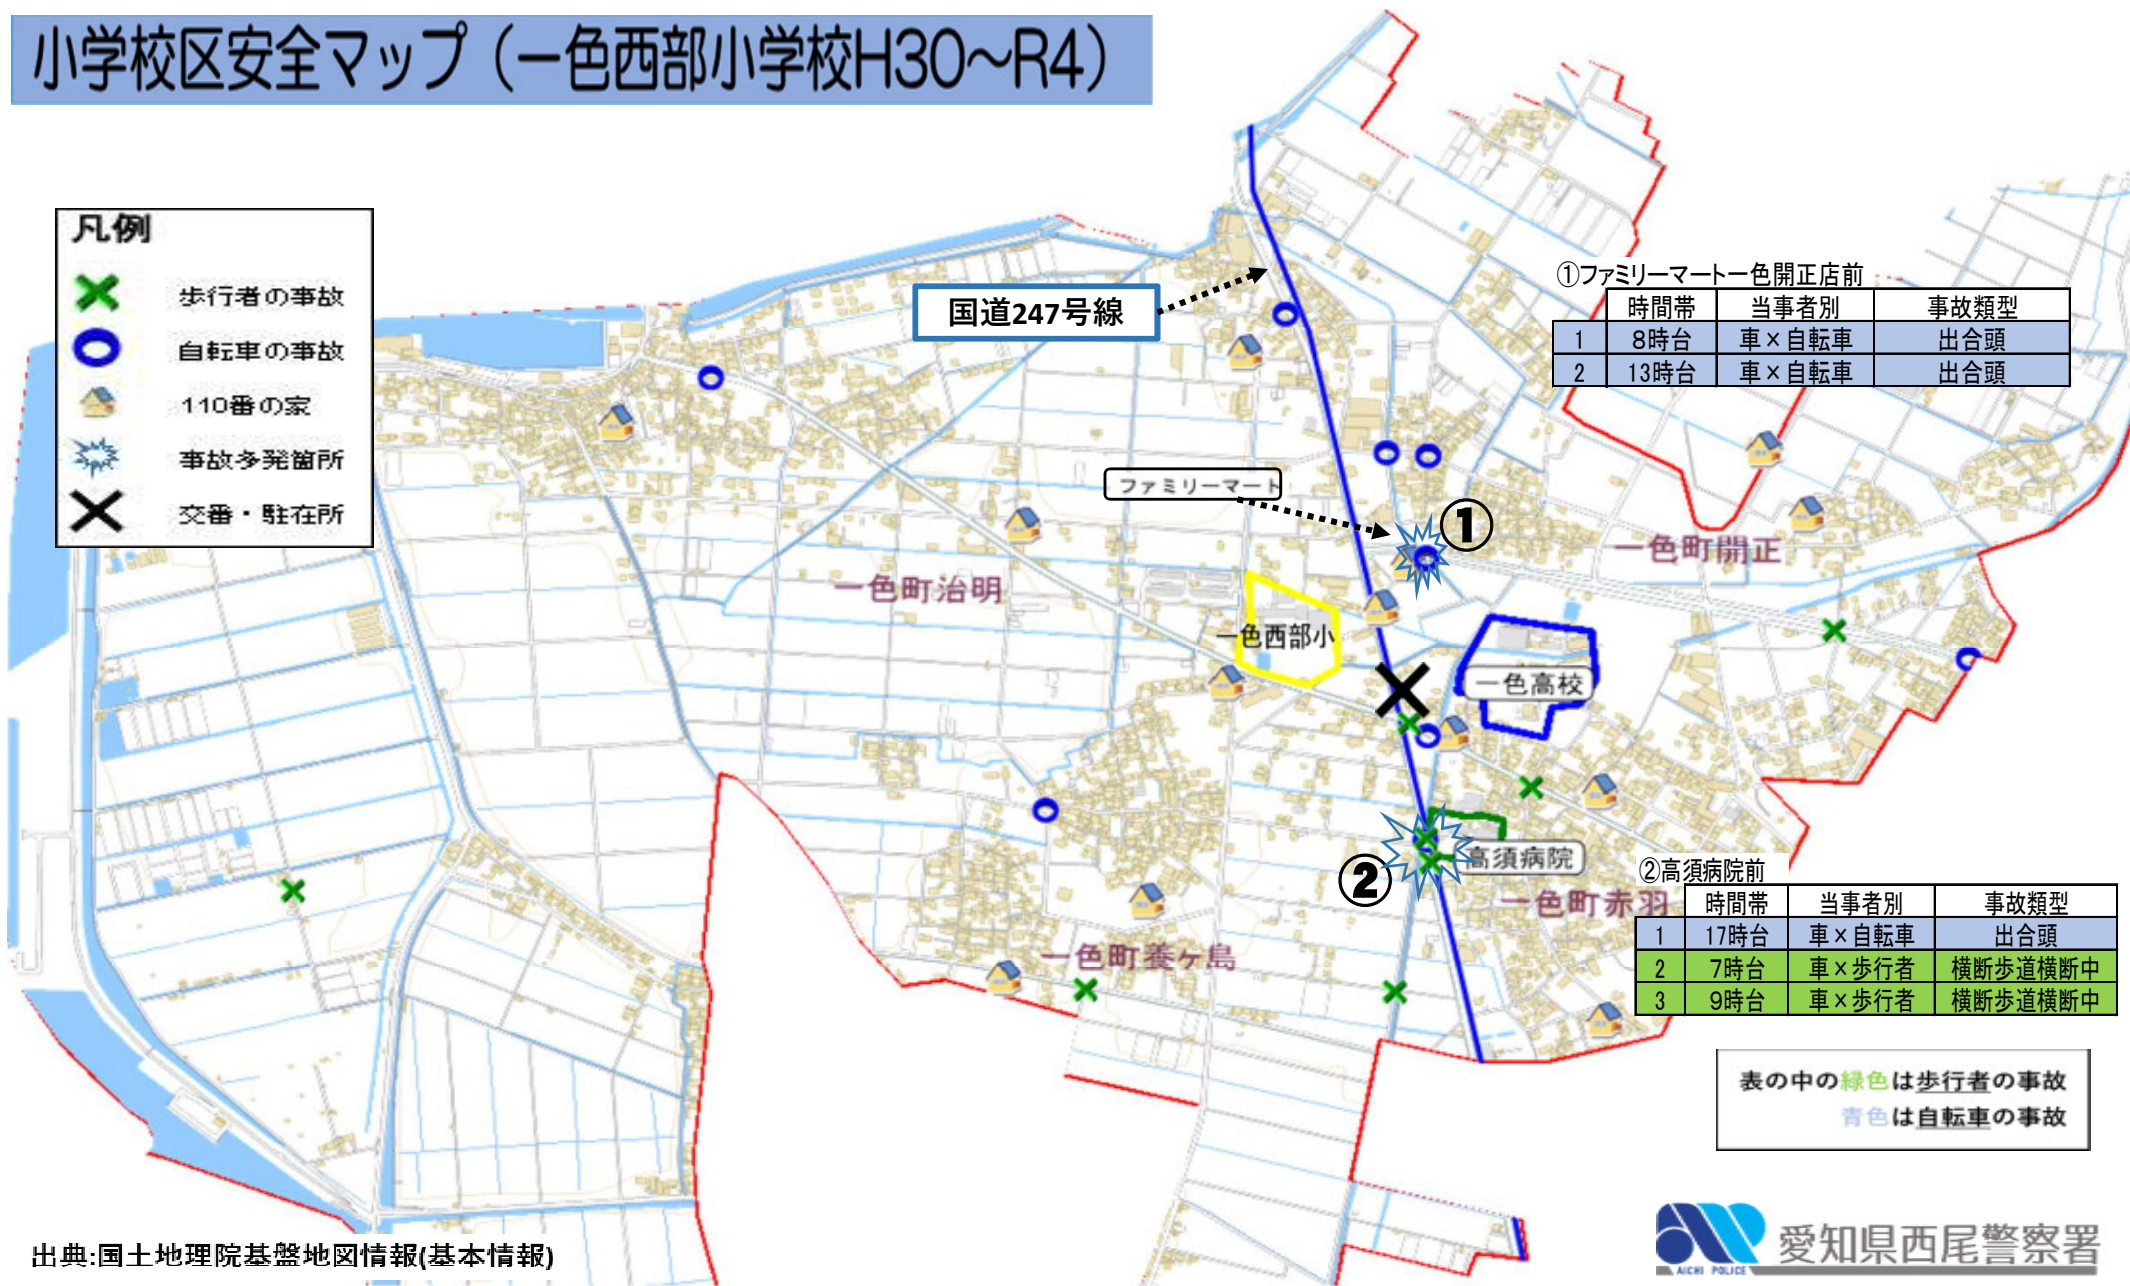 小学校区安全マップ（一色西部小学校H30～R4）
凡例
歩行者の事故
自転車の事故
110番の家
事故多発箇所
交番・駐在所
国道247号線
ファミリーマート
①
一色町治明
一色西部小
一色町開正
一色高校
高須病院
②
一色町赤羽
一色町養ヶ島
①ファミリーマート一色開正店前
時間帯 当事者別 事故類型
1 8時台 車×自転車 出合頭
2 13時台 車×自転車 出合頭
②高須病院前
時間帯 当事者別 事故類型
1 17時台 車×自転車 出合頭
2 7時台 車×歩行者 横断歩道横断中
3 9時台 車×歩行者 横断歩道横断中
表の中の緑色は歩行者の事故
青色は自転車の事故
出典:国土地理院基盤地図情報(基本情報)
AICHI POLICE
愛知県西尾警察署